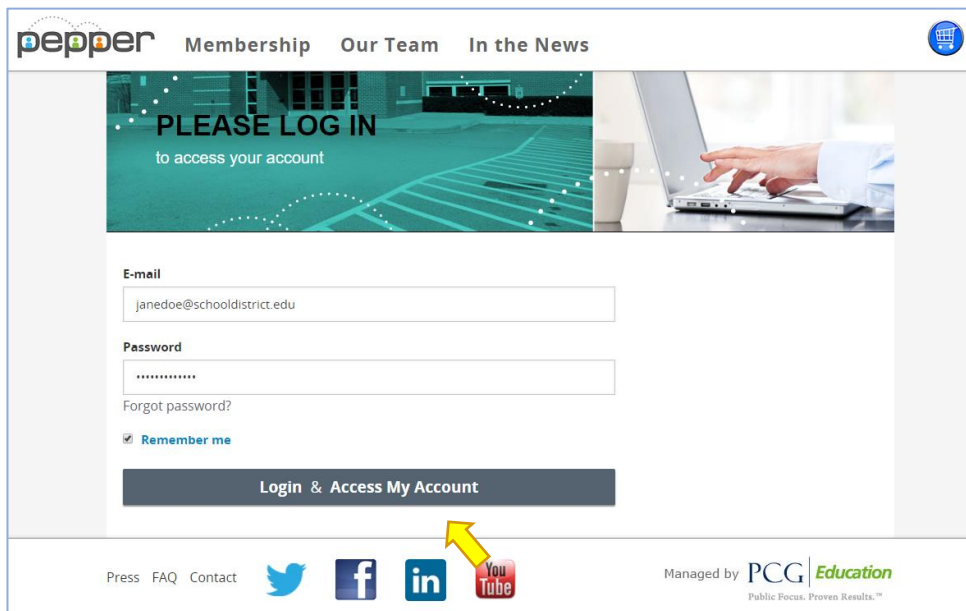 pepper Membership Our Team In the News
PLEASE LOG IN
to access your account
E-mail
janedoe@schooldistrict.edu
Password
•••••••••••••
Forgot password?
Remember me
Login & Access My Account
Press FAQ Contact f in You Tube Managed by PCG Education
Public Focus. Proven Results.™